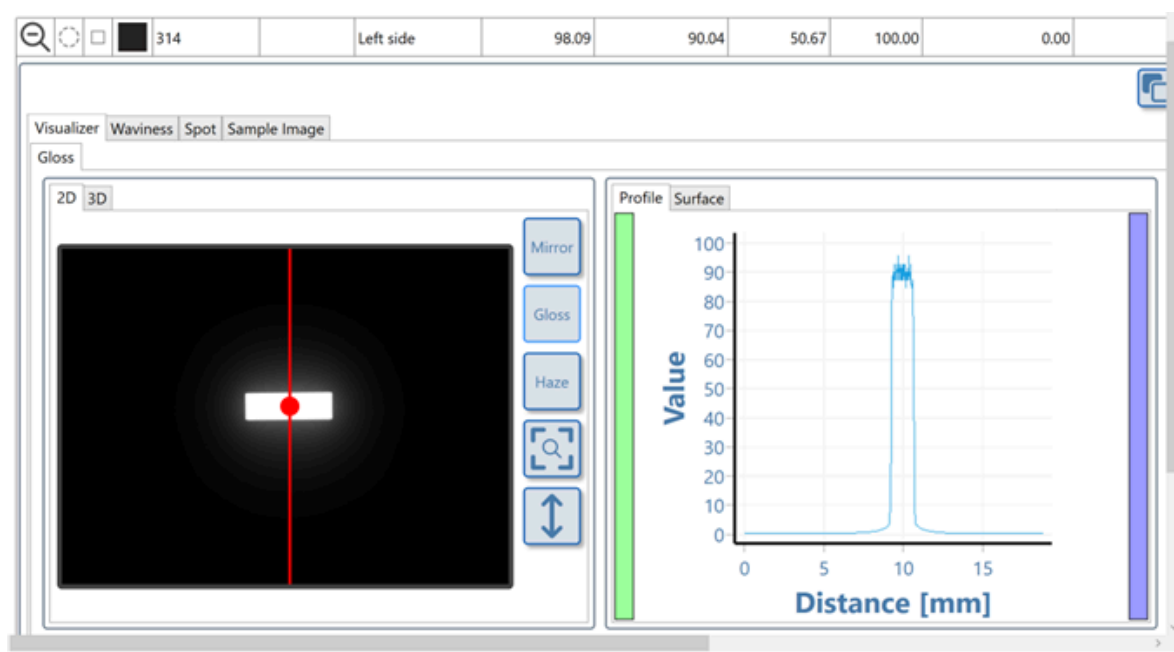 314 Left side 98.09 90.04 50.67 100.00 0.00
Visualizer Waviness Spot Sample Image
Gloss
2D 3D
Mirror
Gloss
Haze
Profile Surface
100
90
80
70
60
50
40
30
20
10
0
Value
0 5 10 15
Distance [mm]